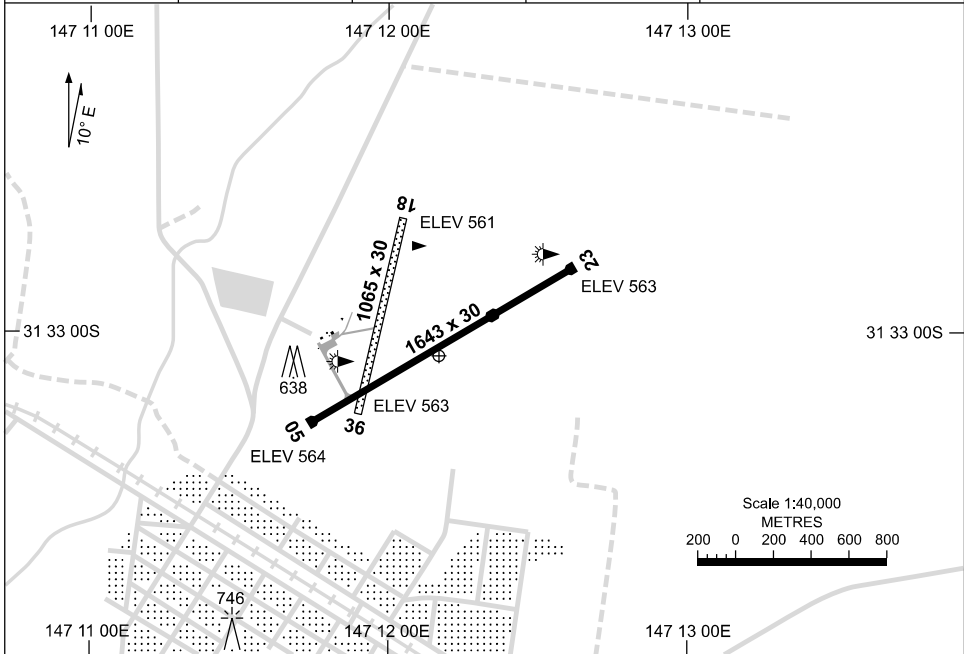 147 11 00E
147 12 00E
147 13 00E
10° E
18
ELEV 561
1065 x 30
23
ELEV 563
1643 x 30
31 33 00S
31 33 00S
638
ELEV 563
36
05
ELEV 564
Scale 1:40,000
METRES
200 0 200 400 600 800
746
147 11 00E
147 12 00E
147 13 00E